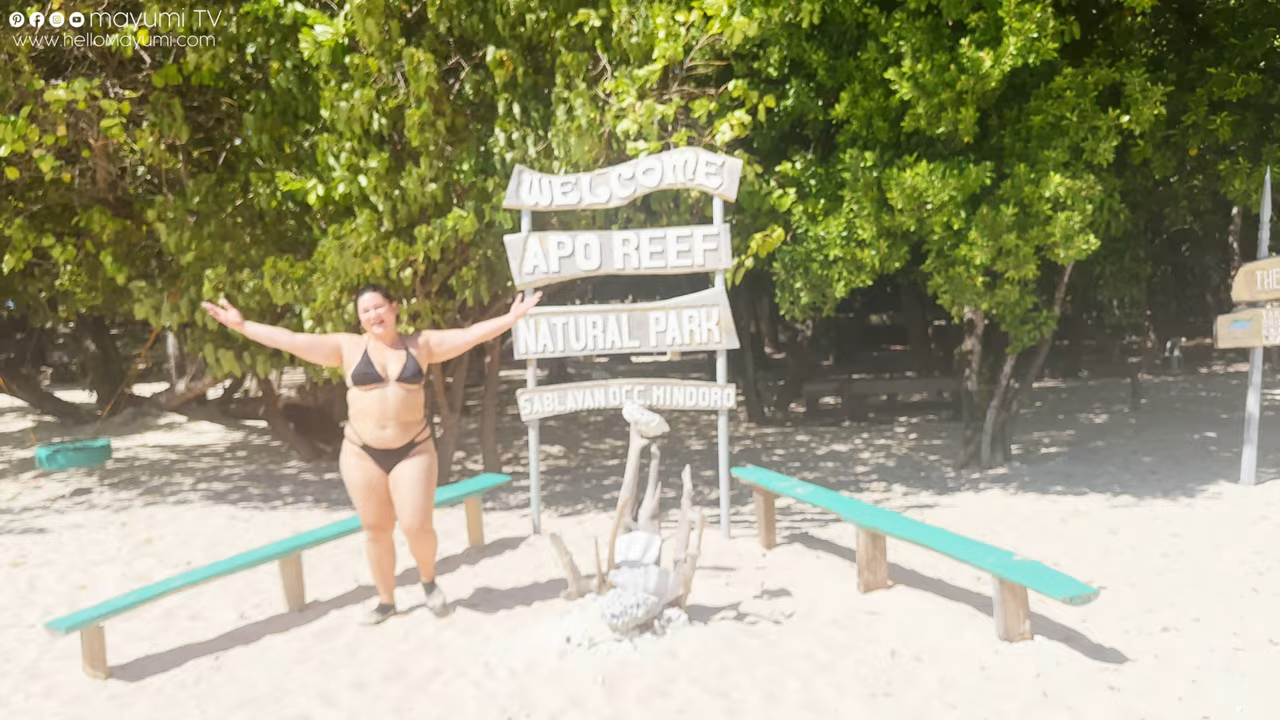 mayumi TV
www.helloMayumi.com
WELCOME
APO REEF
NATURAL PARK
SABLAYAN OCC. MINDORO
THE